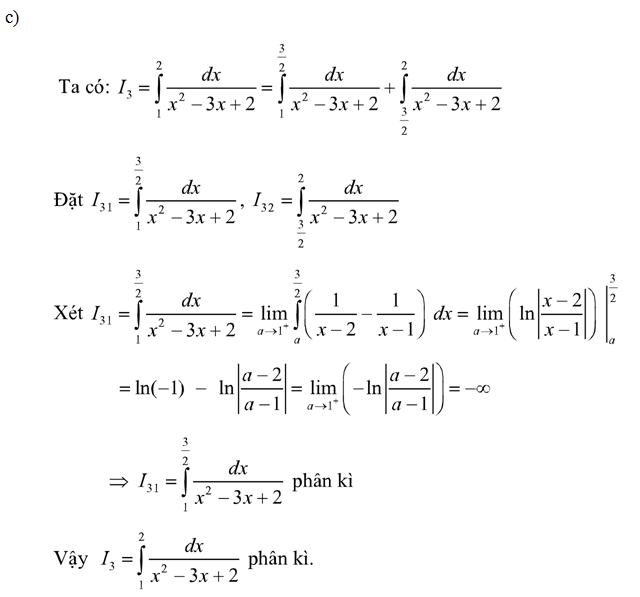 c)
Ta có: I₃ = ∫₁² dx/(x² − 3x + 2) = ∫₁^(3/2) dx/(x² − 3x + 2) + ∫_(3/2)² dx/(x² − 3x + 2)
Đặt I₃₁ = ∫₁^(3/2) dx/(x² − 3x + 2), I₃₂ = ∫_(3/2)² dx/(x² − 3x + 2)
Xét I₃₁ = ∫₁^(3/2) dx/(x² − 3x + 2) = lim_(a→1⁺) ∫ₐ^(3/2) (1/(x − 2) − 1/(x − 1)) dx = lim_(a→1⁺) (ln|(x − 2)/(x − 1)|) |ₐ^(3/2)
= ln(−1) − ln|(a − 2)/(a − 1)| = lim_(a→1⁺) (−ln|(a − 2)/(a − 1)|) = −∞
⇒ I₃₁ = ∫₁^(3/2) dx/(x² − 3x + 2) phân kì
Vậy I₃ = ∫₁² dx/(x² − 3x + 2) phân kì.